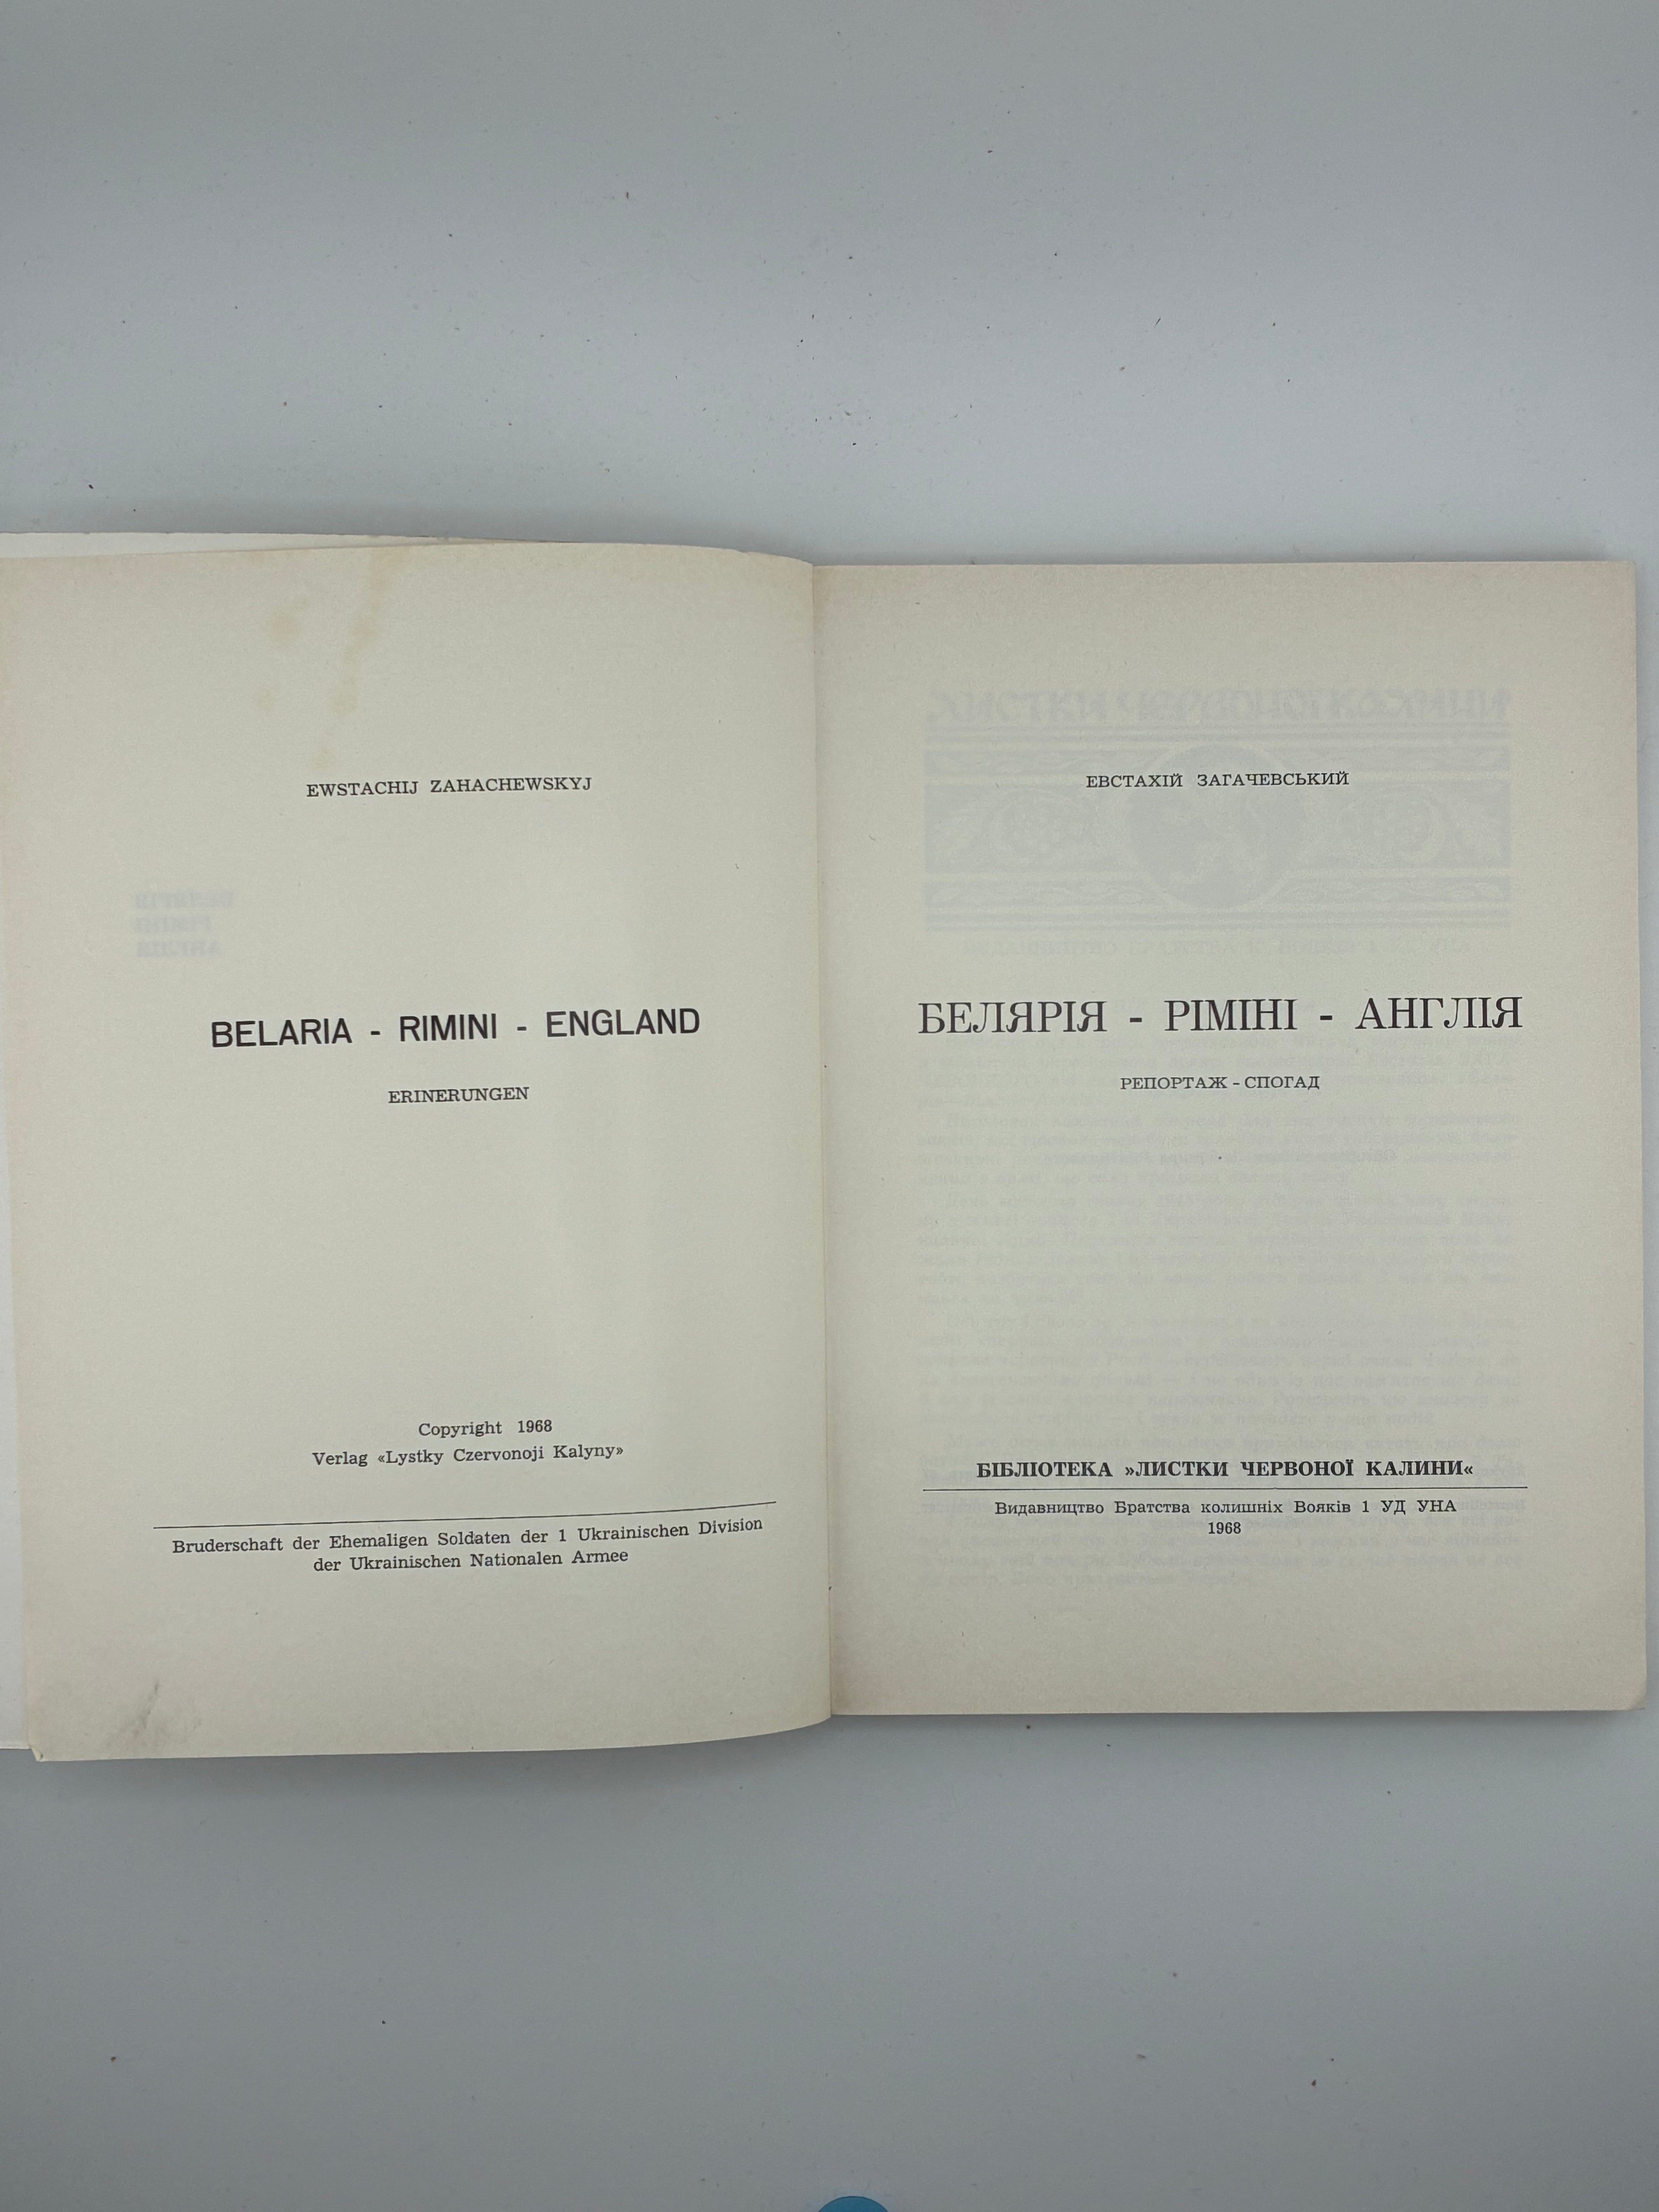 EWSTACHIJ ZAHACHEWSKYJ
BELARIA - RIMINI - ENGLAND
ERINERUNGEN
Copyright 1968
Verlag «Lystky Czervonoji Kalyny»
Bruderschaft der Ehemaligen Soldaten der 1 Ukrainischen Division
der Ukrainischen Nationalen Armee
ЕВСТАХІЙ ЗАГАЧЕВСЬКИЙ
БЕЛЯРІЯ - РІМІНІ - АНГЛІЯ
РЕПОРТАЖ - СПОГАД
БІБЛІОТЕКА »ЛИСТКИ ЧЕРВОНОЇ КАЛИНИ«
Видавництво Братства колишніх Вояків 1 УД УНА
1968